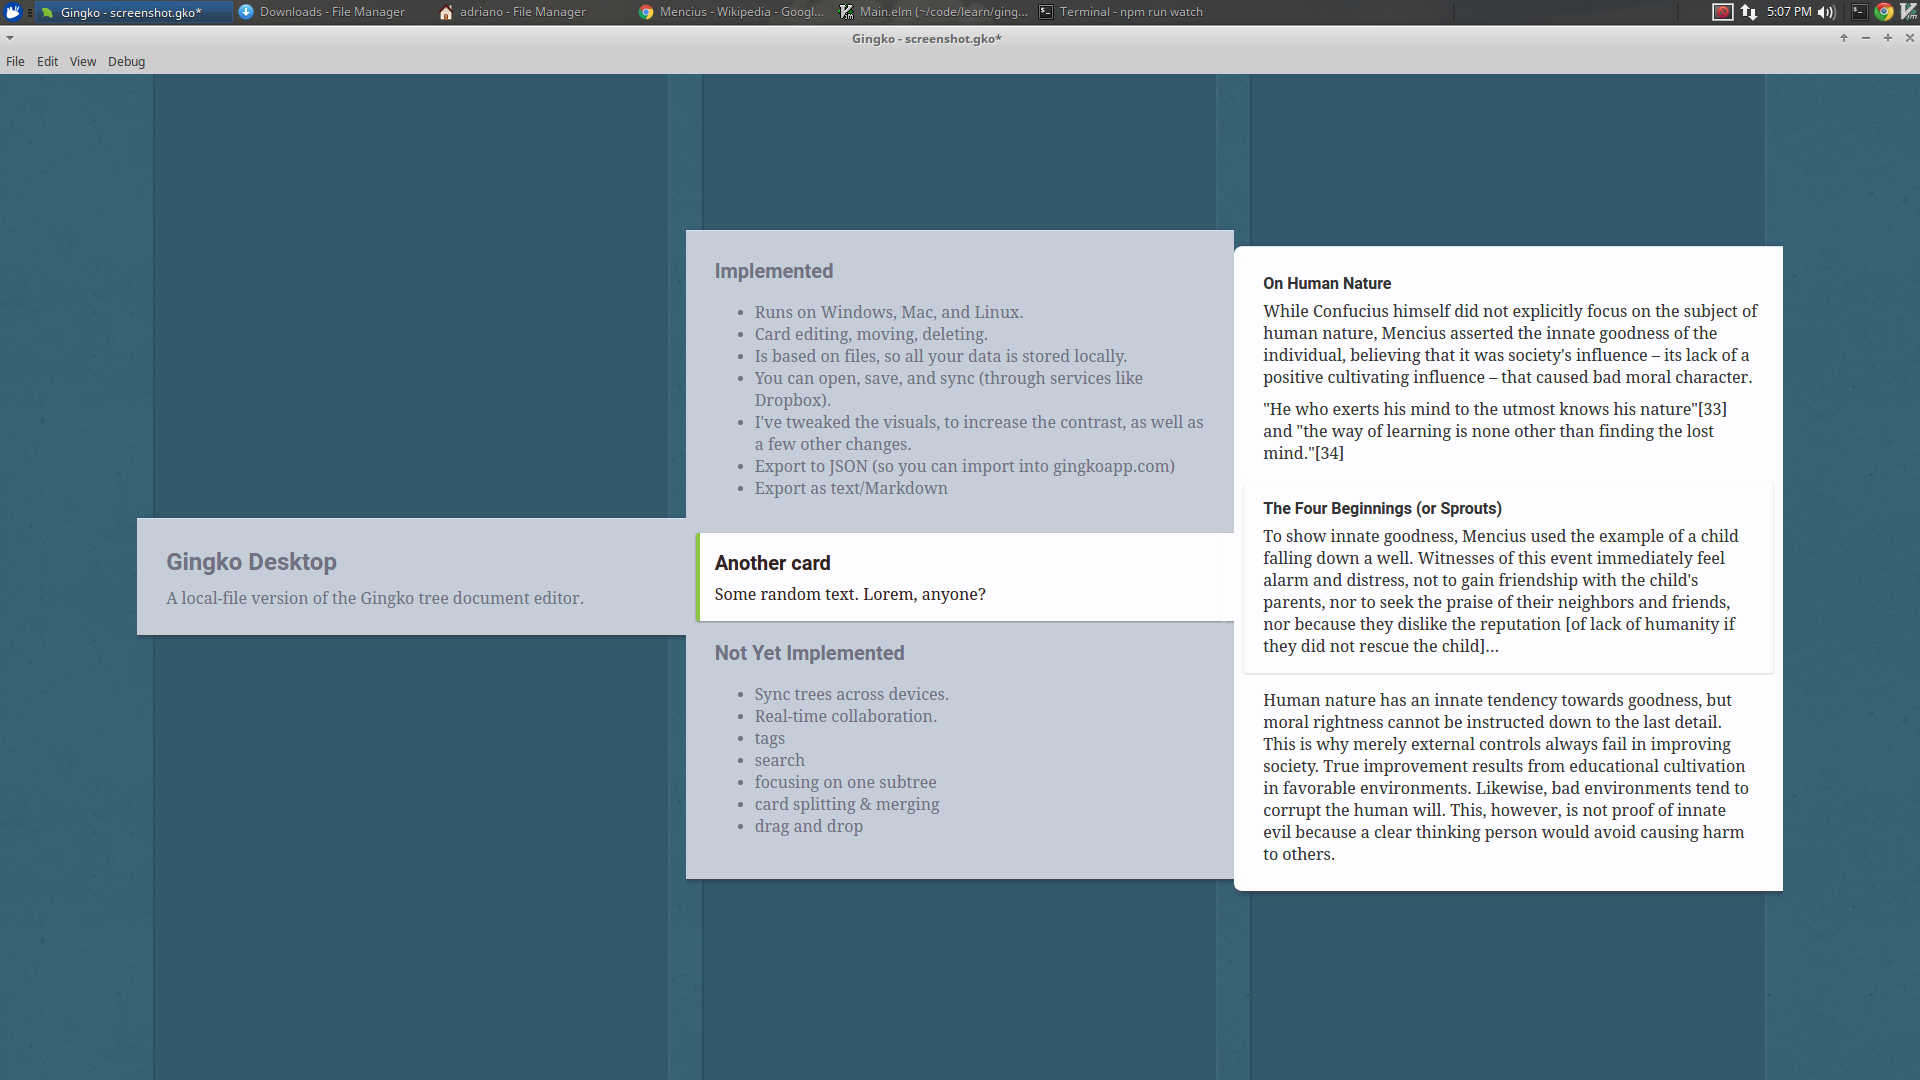 Gingko - screenshot.gko*
Downloads - File Manager
adriano - File Manager
Mencius - Wikipedia - Googl...
Main.elm (~/code/learn/ging...
Terminal - npm run watch
5:07 PM
Gingko - screenshot.gko*
File Edit View Debug
Gingko Desktop
A local-file version of the Gingko tree document editor.
Implemented
• Runs on Windows, Mac, and Linux.
• Card editing, moving, deleting.
• Is based on files, so all your data is stored locally.
• You can open, save, and sync (through services like
Dropbox).
• I've tweaked the visuals, to increase the contrast, as well as
a few other changes.
• Export to JSON (so you can import into gingkoapp.com)
• Export as text/Markdown
Another card
Some random text. Lorem, anyone?
Not Yet Implemented
• Sync trees across devices.
• Real-time collaboration.
• tags
• search
• focusing on one subtree
• card splitting & merging
• drag and drop
On Human Nature
While Confucius himself did not explicitly focus on the subject of
human nature, Mencius asserted the innate goodness of the
individual, believing that it was society's influence – its lack of a
positive cultivating influence – that caused bad moral character.
"He who exerts his mind to the utmost knows his nature"[33]
and "the way of learning is none other than finding the lost
mind."[34]
The Four Beginnings (or Sprouts)
To show innate goodness, Mencius used the example of a child
falling down a well. Witnesses of this event immediately feel
alarm and distress, not to gain friendship with the child's
parents, nor to seek the praise of their neighbors and friends,
nor because they dislike the reputation [of lack of humanity if
they did not rescue the child]...
Human nature has an innate tendency towards goodness, but
moral rightness cannot be instructed down to the last detail.
This is why merely external controls always fail in improving
society. True improvement results from educational cultivation
in favorable environments. Likewise, bad environments tend to
corrupt the human will. This, however, is not proof of innate
evil because a clear thinking person would avoid causing harm
to others.